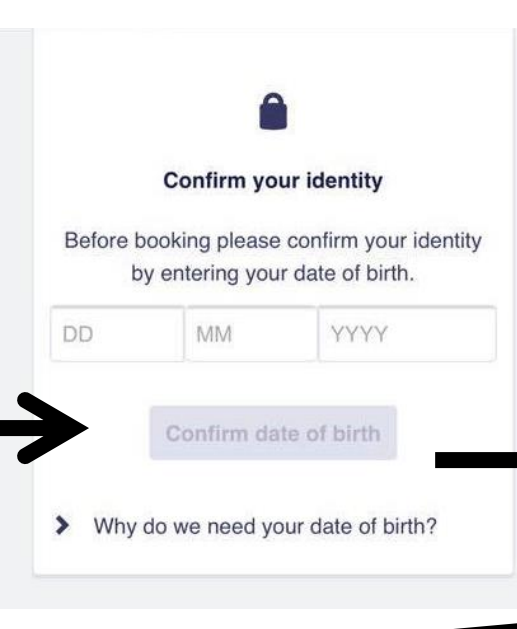 Confirm your identity
Before booking please confirm your identity
by entering your date of birth.
DD MM YYYY
Confirm date of birth
Why do we need your date of birth?